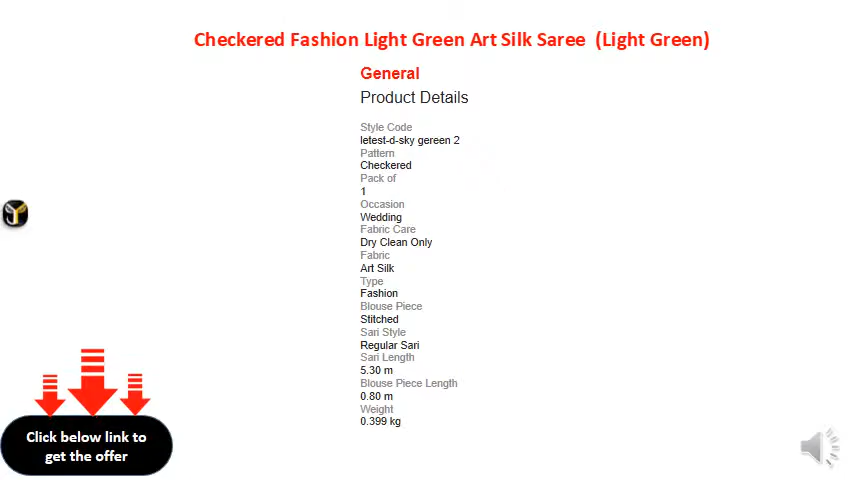 Checkered Fashion Light Green Art Silk Saree (Light Green)
General
Product Details
Style Code
letest-d-sky gereen 2
Pattern
Checkered
Pack of
1
Occasion
Wedding
Fabric Care
Dry Clean Only
Fabric
Art Silk
Type
Fashion
Blouse Piece
Stitched
Sari Style
Regular Sari
Sari Length
5.30 m
Blouse Piece Length
0.80 m
Weight
0.399 kg
Click below link to
get the offer